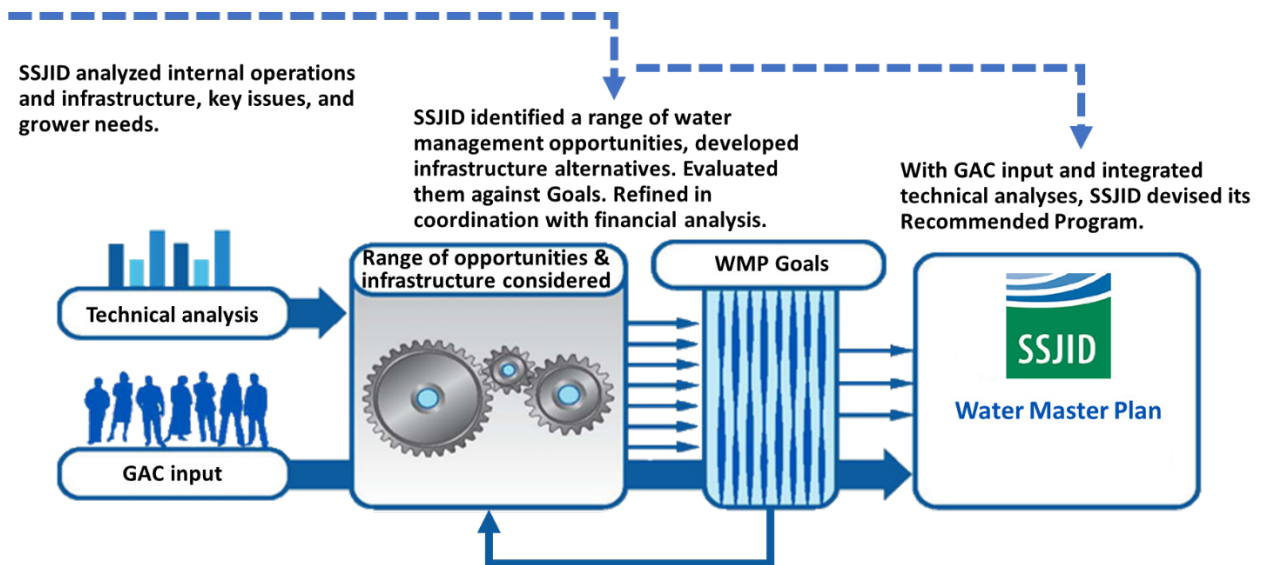 SSJID analyzed internal operations
and infrastructure, key issues, and
grower needs.
SSJID identified a range of water
management opportunities, developed
infrastructure alternatives. Evaluated
them against Goals. Refined in
coordination with financial analysis.
With GAC input and integrated
technical analyses, SSJID devised its
Recommended Program.
Technical analysis
GAC input
Range of opportunities &
infrastructure considered
WMP Goals
SSJID
Water Master Plan